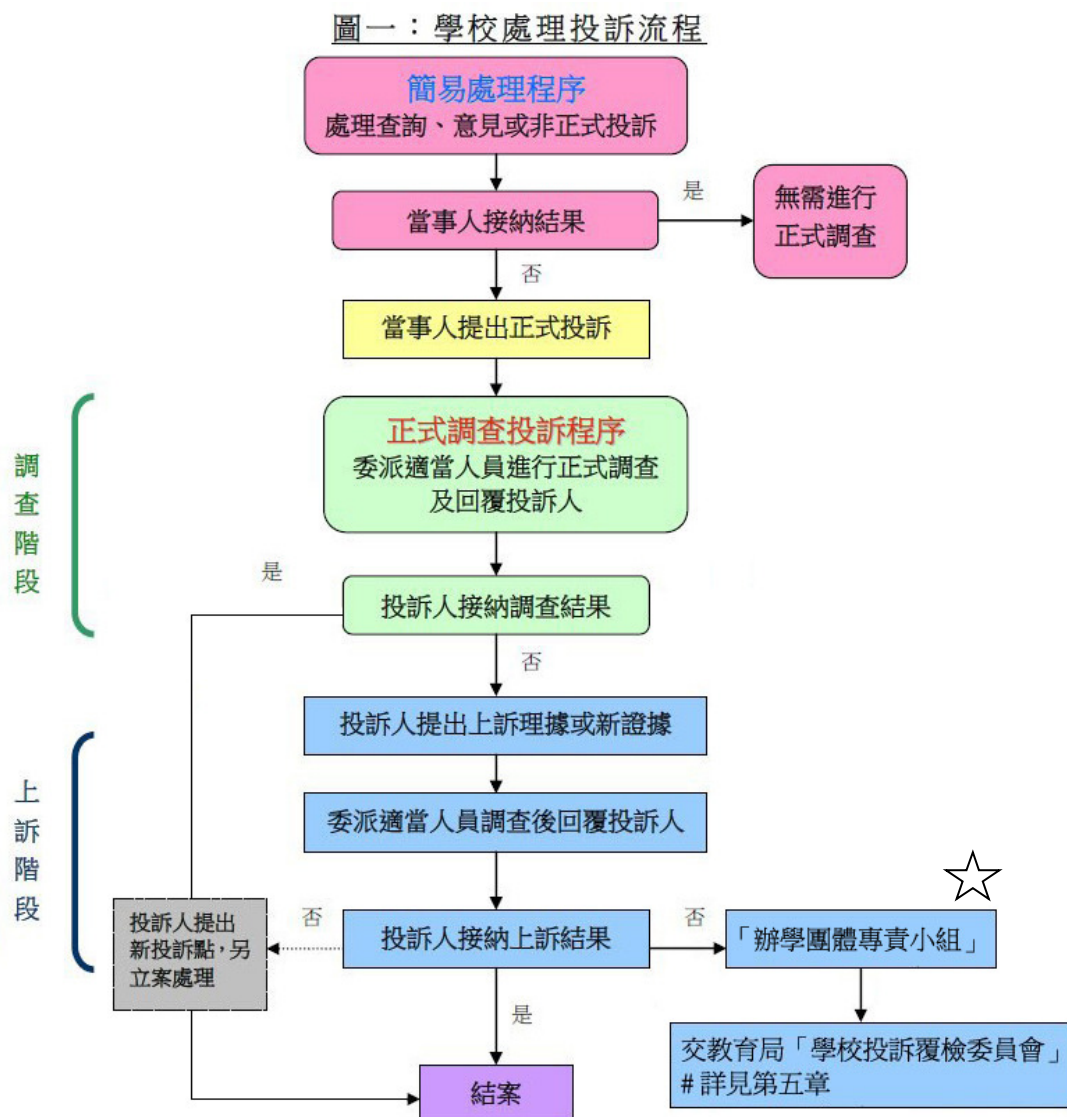 圖一：學校處理投訴流程
簡易處理程序
處理查詢、意見或非正式投訴
是
當事人接納結果
無需進行
正式調查
否
當事人提出正式投訴
調查階段
正式調查投訴程序
委派適當人員進行正式調查
及回覆投訴人
是
投訴人接納調查結果
否
投訴人提出上訴理據或新證據
上訴階段
委派適當人員調查後回覆投訴人
投訴人提出
新投訴點，另
立案處理
否
投訴人接納上訴結果
否
「辦學團體專責小組」
是
交教育局「學校投訴覆檢委員會」
# 詳見第五章
結案